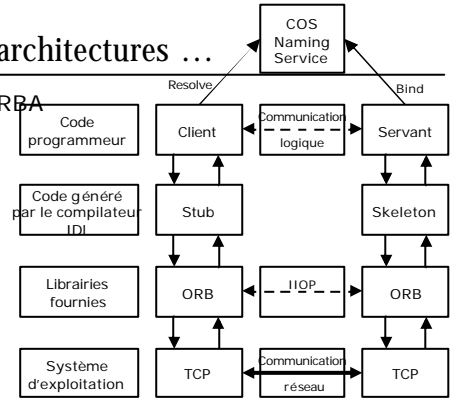 COS
Naming
Service
architectures ...
Resolve
Bind
RBA
Code
programmeur
Client
Communication
logique
Servant
Code généré
par le compilateur
IDL
Stub
Skeleton
Librairies
fournies
ORB
IIOP
ORB
Système
d'exploitation
TCP
Communication
réseau
TCP